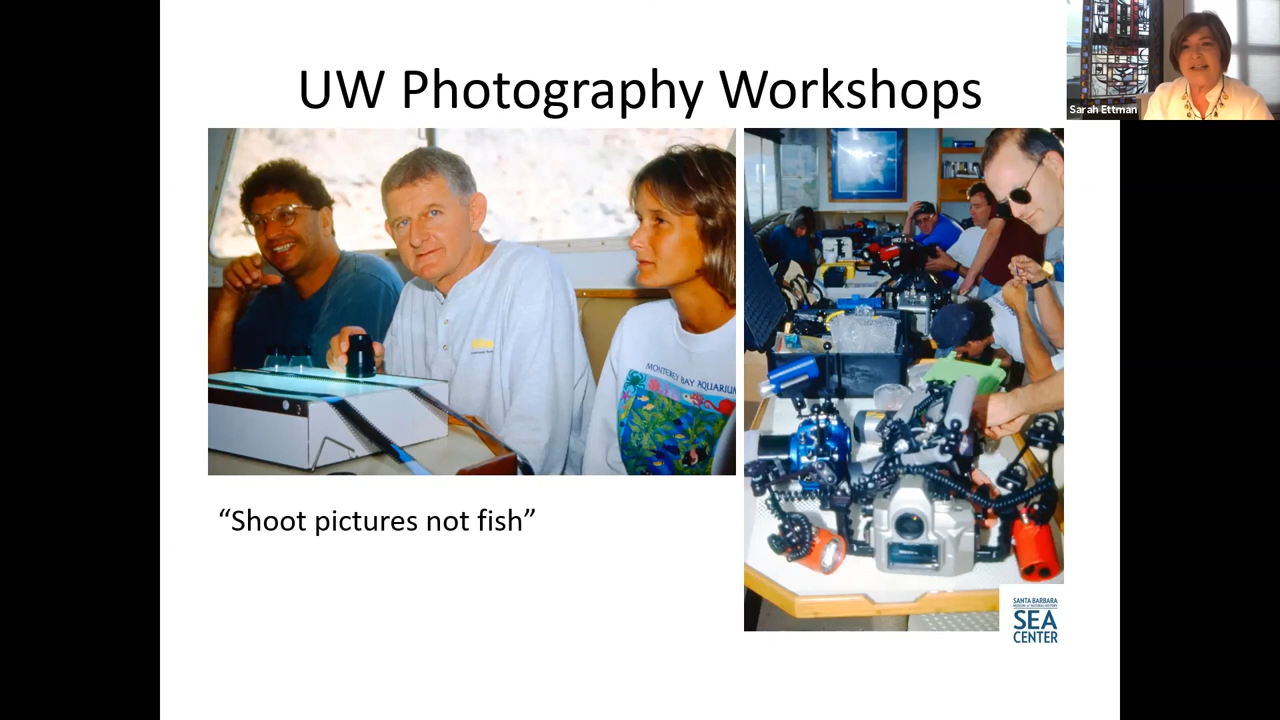 UW Photography Workshops
Sarah Ettman
MONTEREY BAY AQUARIUM
"Shoot pictures not fish"
SANTA BARBARA
MUSEUM of NATURAL HISTORY
SEA
CENTER